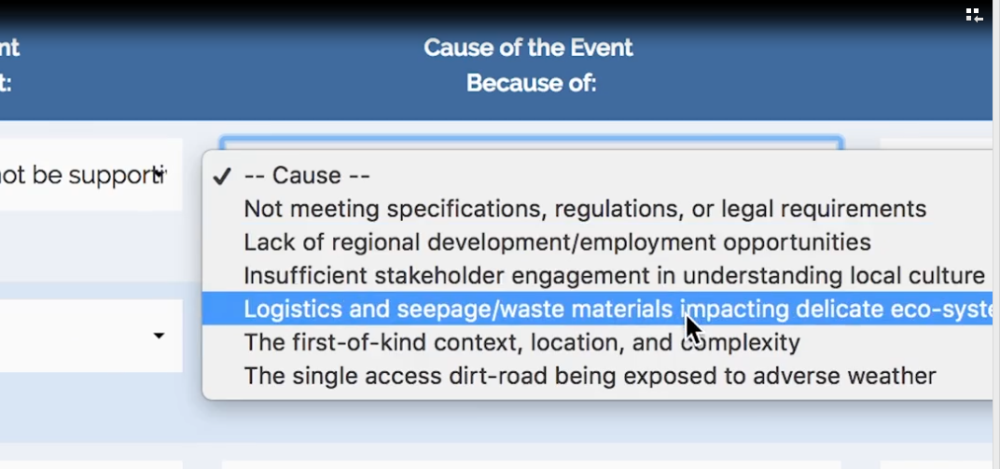 nt
t:
Cause of the Event
Because of:
not be supporti
-- Cause --
Not meeting specifications, regulations, or legal requirements
Lack of regional development/employment opportunities
Insufficient stakeholder engagement in understanding local culture
Logistics and seepage/waste materials impacting delicate eco-syste
The first-of-kind context, location, and complexity
The single access dirt-road being exposed to adverse weather